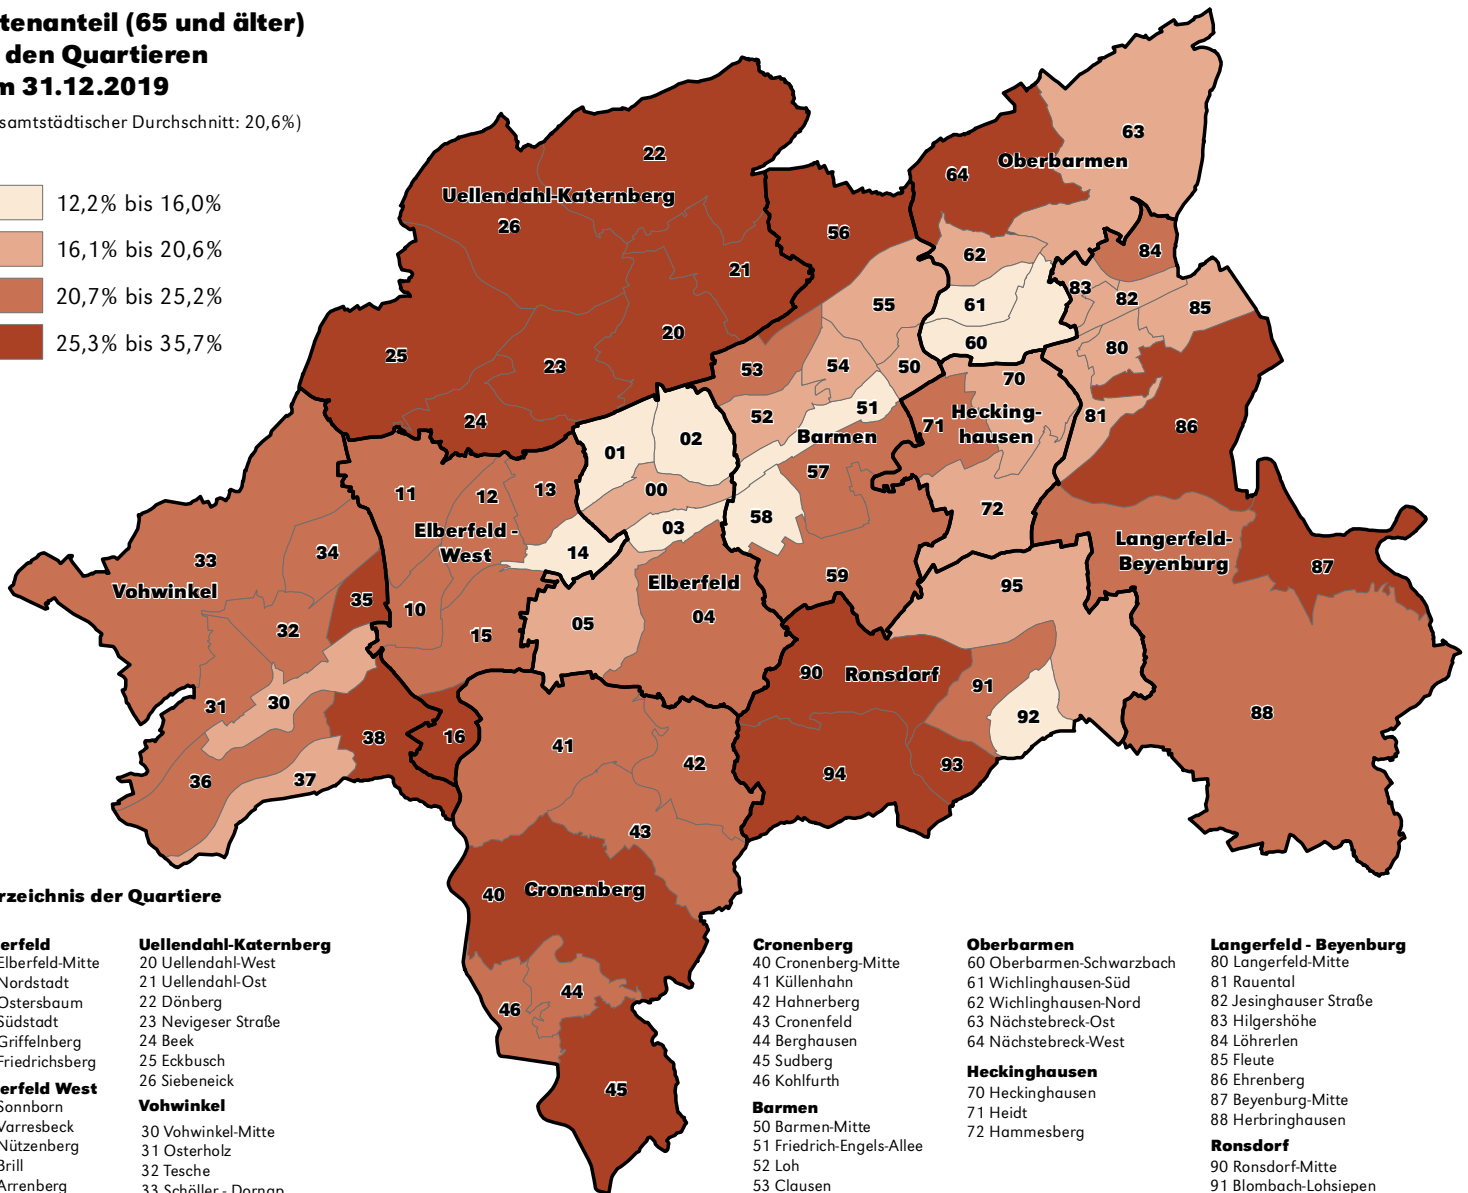 tenanteil (65 und älter)
den Quartieren
31.12.2019
samtstädtischer Durchschnitt: 20,6%)
12,2% bis 16,0%
16,1% bis 20,6%
20,7% bis 25,2%
25,3% bis 35,7%
63
22
Oberbarmen
64
Uellendahl-Katernberg
26
56
84
62
21
83
82
55
61
85
20
60
80
25
23
53
54
50
70
51
Hecking-
hausen
52
81
24
71
86
02
Barmen
01
57
13
00
11
12
72
58
03
Elberfeld-
West
Langerfeld-
Beyenburg
14
33
34
87
59
Elberfeld
95
Vohwinkel
35
10
04
05
32
15
90
Ronsdorf
91
30
31
88
92
16
38
41
42
93
94
37
36
43
40
Cronenberg
44
46
45
rzeichnis der Quartiere
erfeld
Elberfeld-Mitte
Nordstadt
Ostersbaum
Südstadt
Griffelnberg
Friedrichsberg
erfeld West
Sonnborn
Varresbeck
Nützenberg
Brill
Arrenberg
Uellendahl-Katernberg
20 Uellendahl-West
21 Uellendahl-Ost
22 Dönberg
23 Nevigeser Straße
24 Beek
25 Eckbusch
26 Siebeneick
Vohwinkel
30 Vohwinkel-Mitte
31 Osterholz
32 Tesche
33 Schöller - Dornap
Cronenberg
40 Cronenberg-Mitte
41 Küllenhahn
42 Hahnerberg
43 Cronenfeld
44 Berghausen
45 Sudberg
46 Kohlfurth
Barmen
50 Barmen-Mitte
51 Friedrich-Engels-Allee
52 Loh
53 Clausen
Oberbarmen
60 Oberbarmen-Schwarzbach
61 Wichlinghausen-Süd
62 Wichlinghausen-Nord
63 Nächstebreck-Ost
64 Nächstebreck-West
Heckinghausen
70 Heckinghausen
71 Heidt
72 Hammesberg
Langerfeld - Beyenburg
80 Langerfeld-Mitte
81 Rauental
82 Jesinghauser Straße
83 Hilgershöhe
84 Löhrerlen
85 Fleute
86 Ehrenberg
87 Beyenburg-Mitte
88 Herbringhausen
Ronsdorf
90 Ronsdorf-Mitte
91 Blombach-Lohsiepen